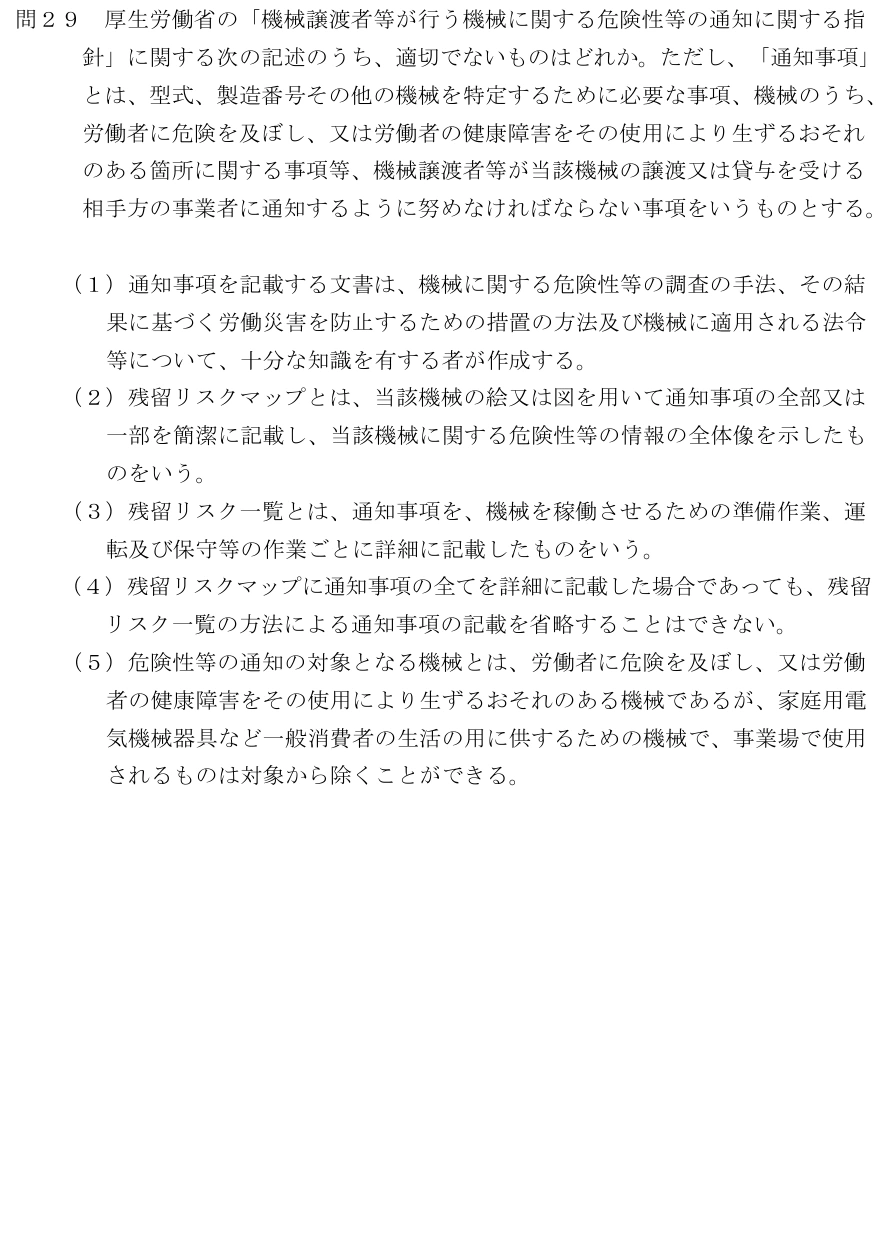 問２９　厚生労働省の「機械譲渡者等が行う機械に関する危険性等の通知に関する指
針」に関する次の記述のうち、適切でないものはどれか。ただし、「通知事項」
とは、型式、製造番号その他の機械を特定するために必要な事項、機械のうち、
労働者に危険を及ぼし、又は労働者の健康障害をその使用により生ずるおそれ
のある箇所に関する事項等、機械譲渡者等が当該機械の譲渡又は貸与を受ける
相手方の事業者に通知するように努めなければならない事項をいうものとする。
（１）通知事項を記載する文書は、機械に関する危険性等の調査の手法、その結
果に基づく労働災害を防止するための措置の方法及び機械に適用される法令
等について、十分な知識を有する者が作成する。
（２）残留リスクマップとは、当該機械の絵又は図を用いて通知事項の全部又は
一部を簡潔に記載し、当該機械に関する危険性等の情報の全体像を示したも
のをいう。
（３）残留リスク一覧とは、通知事項を、機械を稼働させるための準備作業、運
転及び保守等の作業ごとに詳細に記載したものをいう。
（４）残留リスクマップに通知事項の全てを詳細に記載した場合であっても、残留
リスク一覧の方法による通知事項の記載を省略することはできない。
（５）危険性等の通知の対象となる機械とは、労働者に危険を及ぼし、又は労働
者の健康障害をその使用により生ずるおそれのある機械であるが、家庭用電
気機械器具など一般消費者の生活の用に供するための機械で、事業場で使用
されるものは対象から除くことができる。